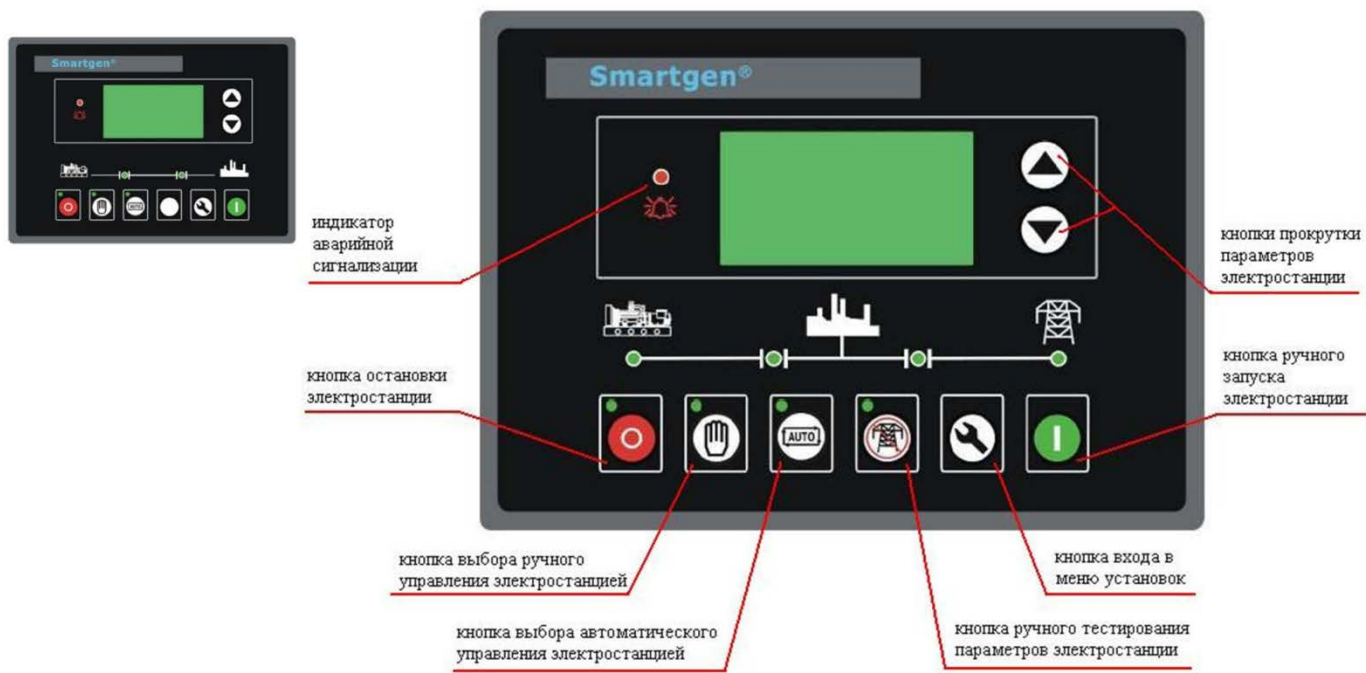 Smartgen®
AUTO
Smartgen®
индикатор
аварийной
сигнализации
кнопки прокрутки
параметров
электростанции
кнопка остановки
электростанции
кнопка ручного
запуска
электростанции
AUTO
кнопка выбора ручного
управления электростанцией
кнопка входа в
меню установок
кнопка выбора автоматического
управления электростанцией
кнопка ручного тестирования
параметров электростанции